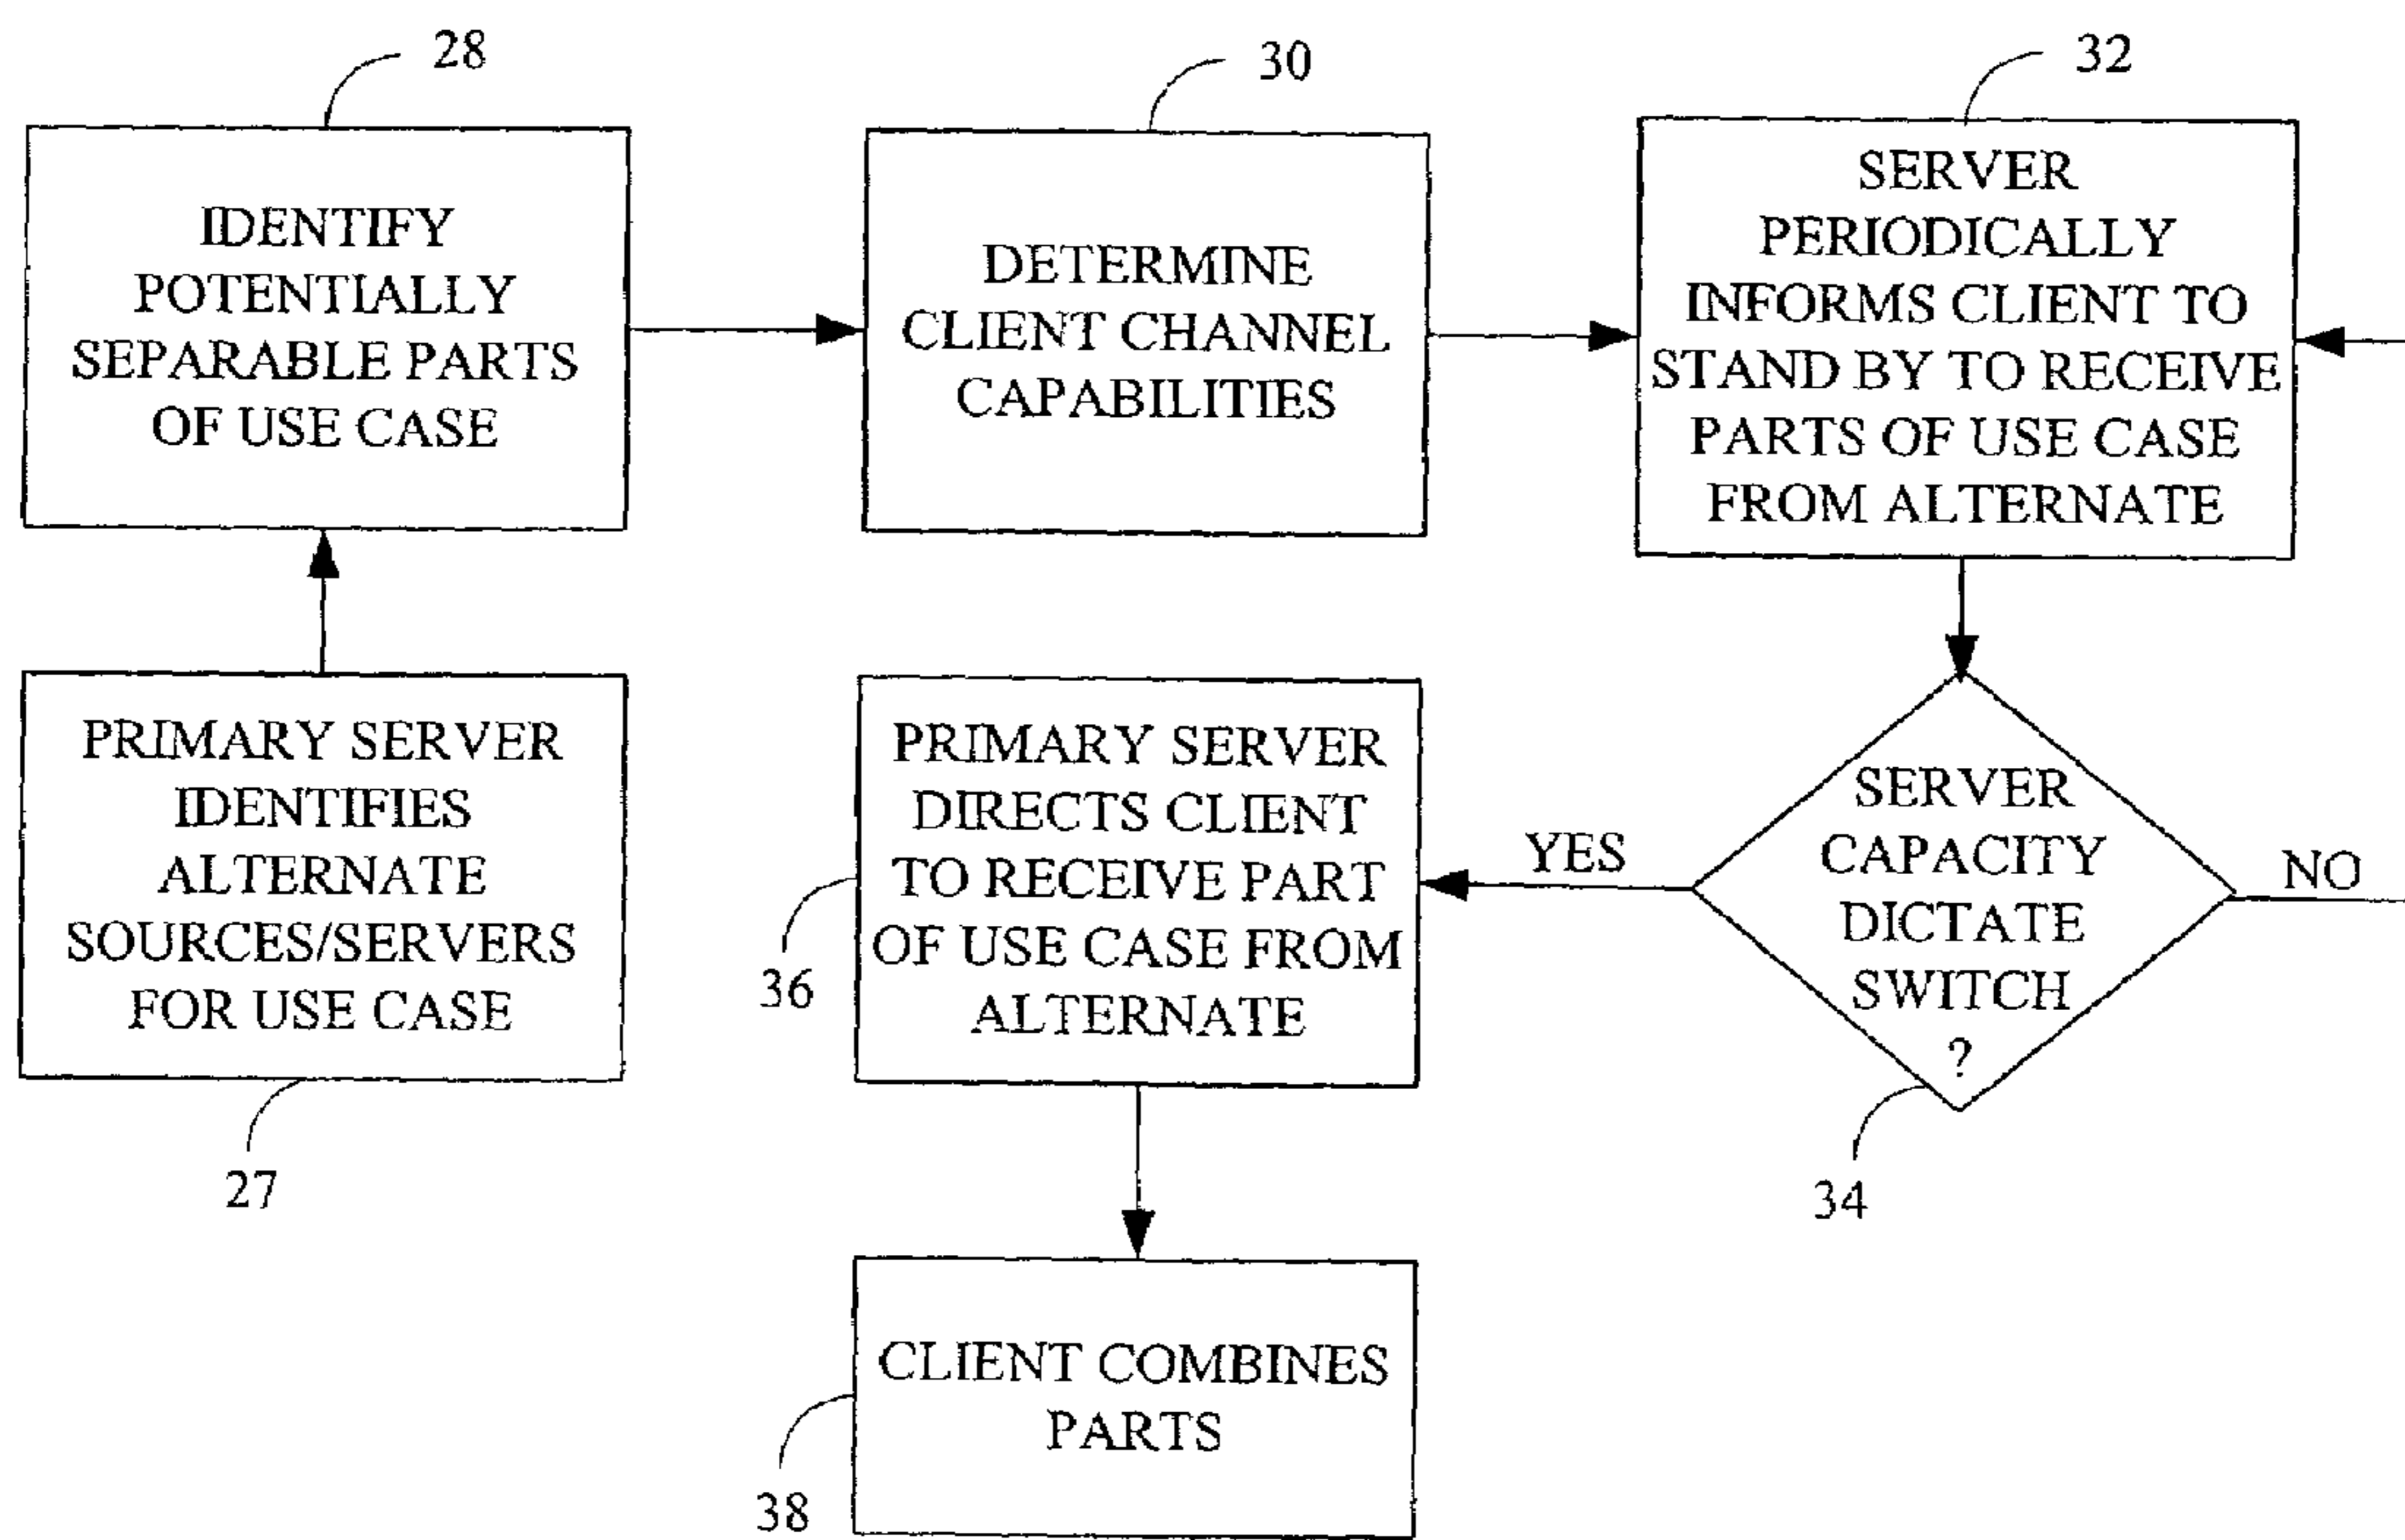 28
30
32
IDENTIFY
POTENTIALLY
SEPARABLE PARTS
OF USE CASE
DETERMINE
CLIENT CHANNEL
CAPABILITIES
SERVER
PERIODICALLY
INFORMS CLIENT TO
STAND BY TO RECEIVE
PARTS OF USE CASE
FROM ALTERNATE
PRIMARY SERVER
IDENTIFIES
ALTERNATE
SOURCES/SERVERS
FOR USE CASE
27
PRIMARY SERVER
DIRECTS CLIENT
TO RECEIVE PART
OF USE CASE FROM
ALTERNATE
36
YES
SERVER
CAPACITY
DICTATE
SWITCH
?
NO
34
CLIENT COMBINES
PARTS
38